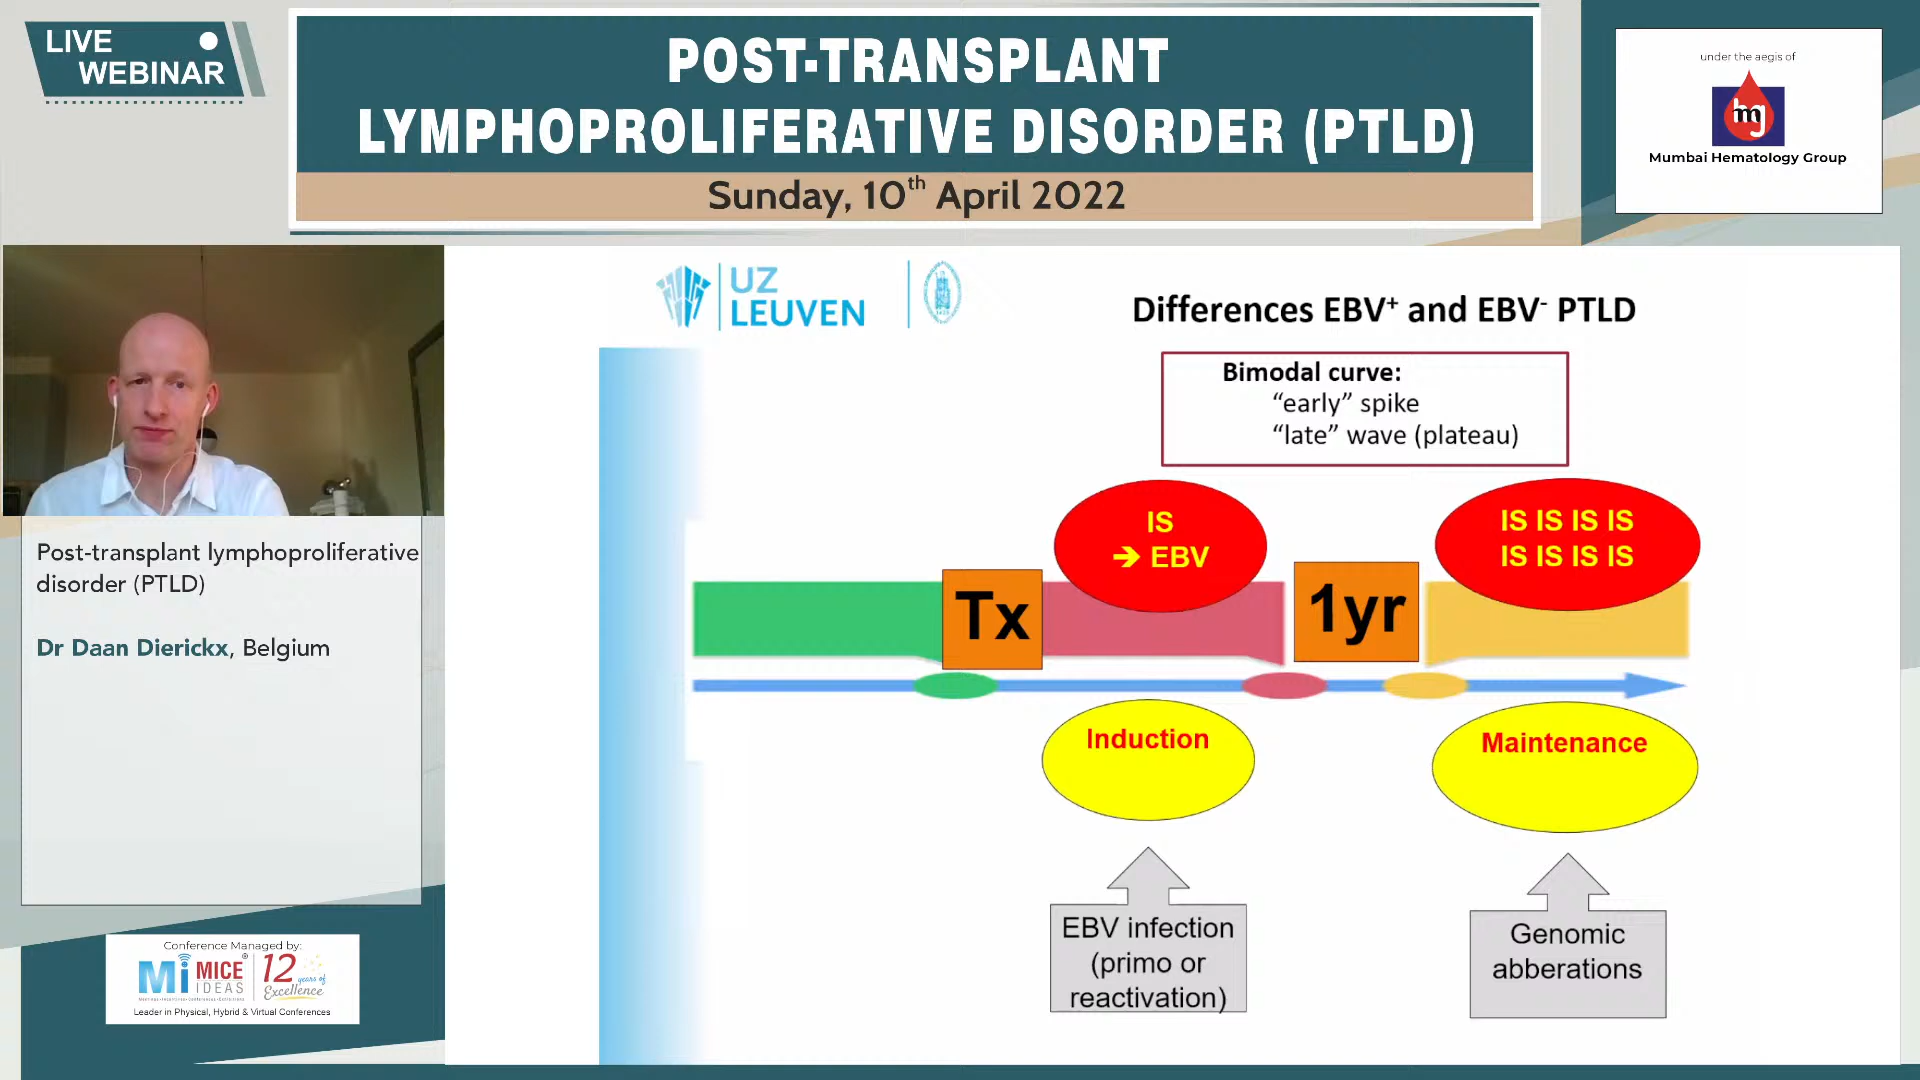 LIVE
WEBINAR
POST-TRANSPLANT
LYMPHOPROLIFERATIVE DISORDER (PTLD)
Sunday, 10th April 2022
under the aegis of
mg
Mumbai Hematology Group
UZ
LEUVEN
Differences EBV+ and EBV- PTLD
Bimodal curve:
“early” spike
“late” wave (plateau)
IS
➔ EBV
IS IS IS IS
IS IS IS IS
Tx
1yr
Induction
Maintenance
EBV infection
(primo or
reactivation)
Genomic
abberations
Post-transplant lymphoproliferative
disorder (PTLD)
Dr Daan Dierickx, Belgium
Conference Managed by:
Mi MICE
IDEAS
12 years of
Excellence
Leader in Physical, Hybrid & Virtual Conferences